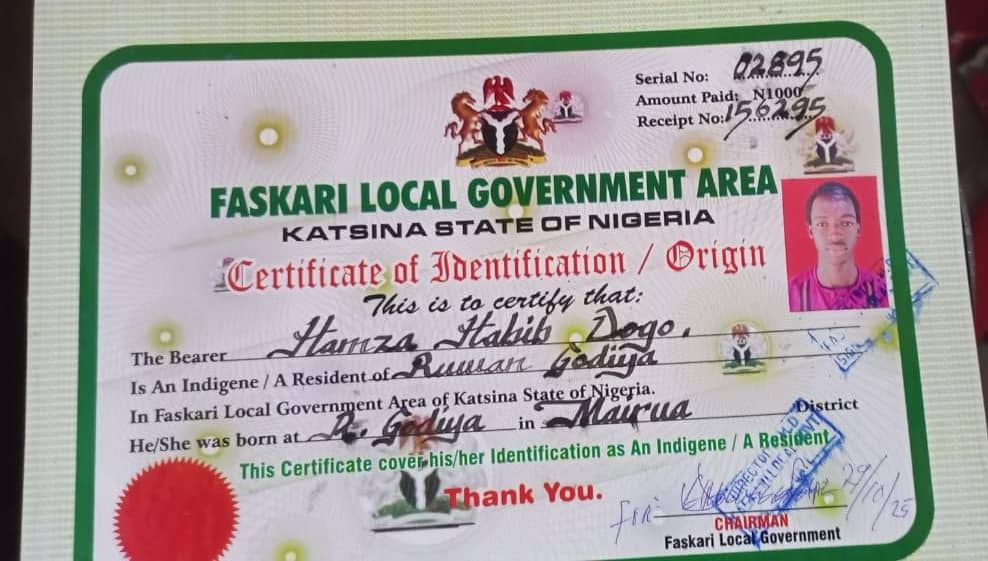 Serial No: 02895
Amount Paid: N1000
Receipt No: 156295
FASKARI LOCAL GOVERNMENT AREA
KATSINA STATE OF NIGERIA
Certificate of Identification / Origin
This is to certify that:
The Bearer Hamza Habib Dogo.
Is An Indigene / A Resident of Ruwan Godiya
In Faskari Local Government Area of Katsina State of Nigeria.
He/She was born at R. Godiya in Mairua District
This Certificate cover his/her Identification as An Indigene / A Resident
Thank You.
For: 29/10/25
CHAIRMAN
Faskari Local Government